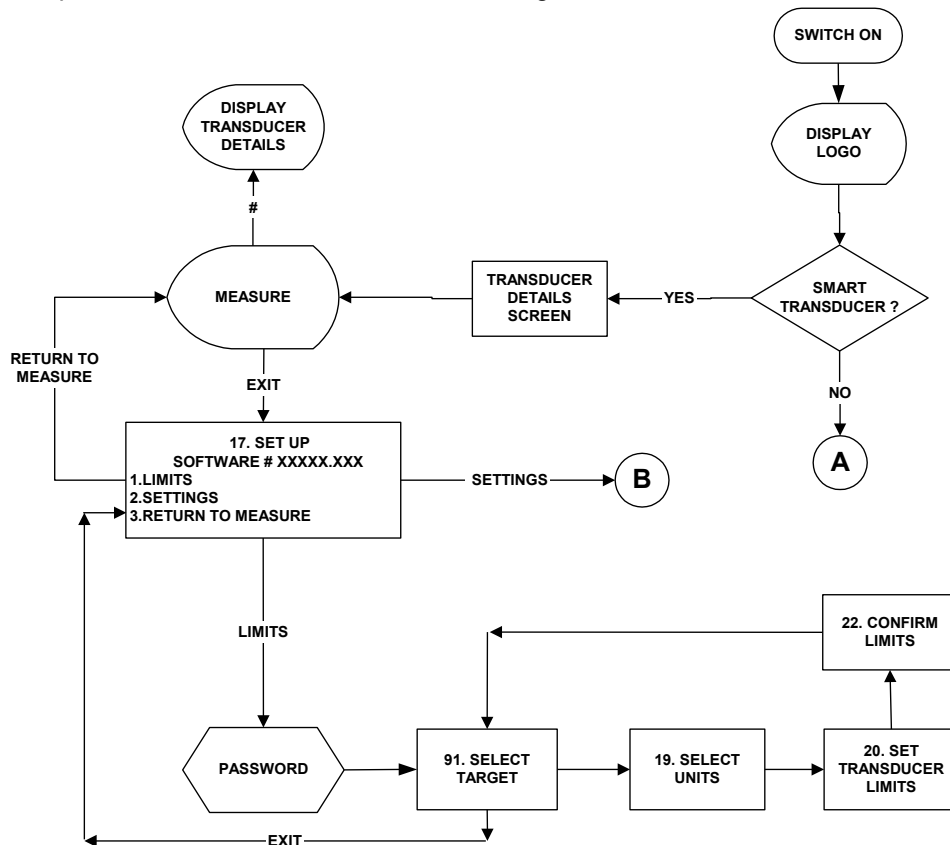 SWITCH ON
DISPLAY
LOGO
DISPLAY
TRANSDUCER
DETAILS
#
MEASURE
TRANSDUCER
DETAILS
SCREEN
YES
SMART
TRANSDUCER ?
RETURN TO
MEASURE
EXIT
NO
A
17. SET UP
SOFTWARE # XXXXX.XXX
1.LIMITS
2.SETTINGS
3.RETURN TO MEASURE
SETTINGS
B
LIMITS
22. CONFIRM
LIMITS
PASSWORD
91. SELECT
TARGET
19. SELECT
UNITS
20. SET
TRANSDUCER
LIMITS
EXIT